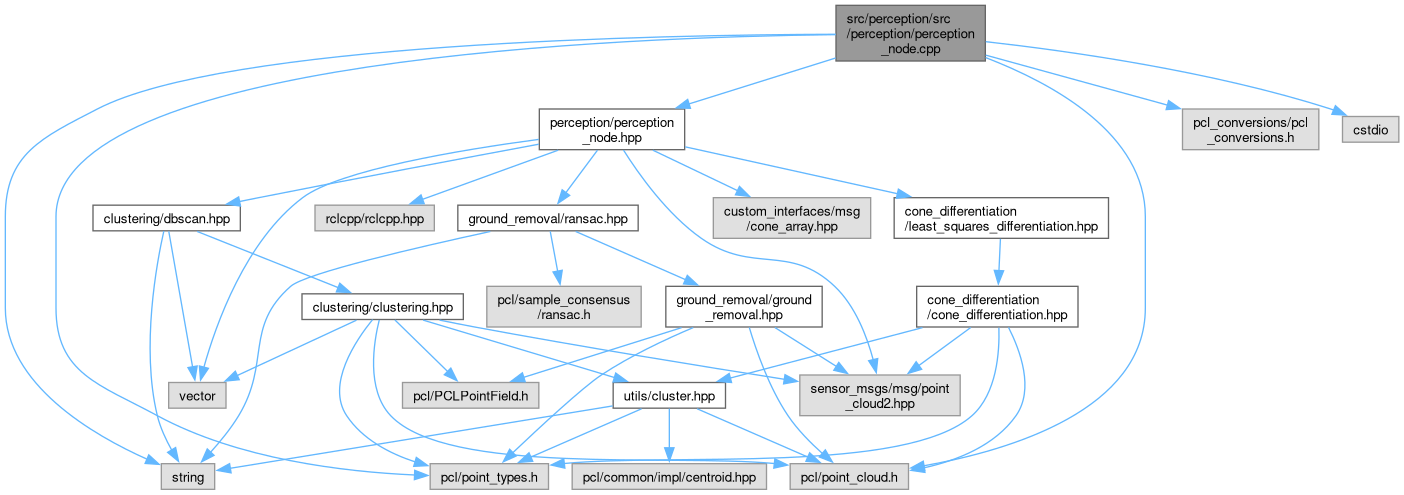 src/perception/src
/perception/perception
_node.cpp
perception/perception
_node.hpp
pcl_conversions/pcl
_conversions.h
cstdio
clustering/dbscan.hpp
rclcpp/rclcpp.hpp
ground_removal/ransac.hpp
custom_interfaces/msg
/cone_array.hpp
cone_differentiation
/least_squares_differentiation.hpp
clustering/clustering.hpp
pcl/sample_consensus
/ransac.h
ground_removal/ground
_removal.hpp
cone_differentiation
/cone_differentiation.hpp
vector
pcl/PCLPointField.h
utils/cluster.hpp
sensor_msgs/msg/point
_cloud2.hpp
string
pcl/point_types.h
pcl/common/impl/centroid.hpp
pcl/point_cloud.h